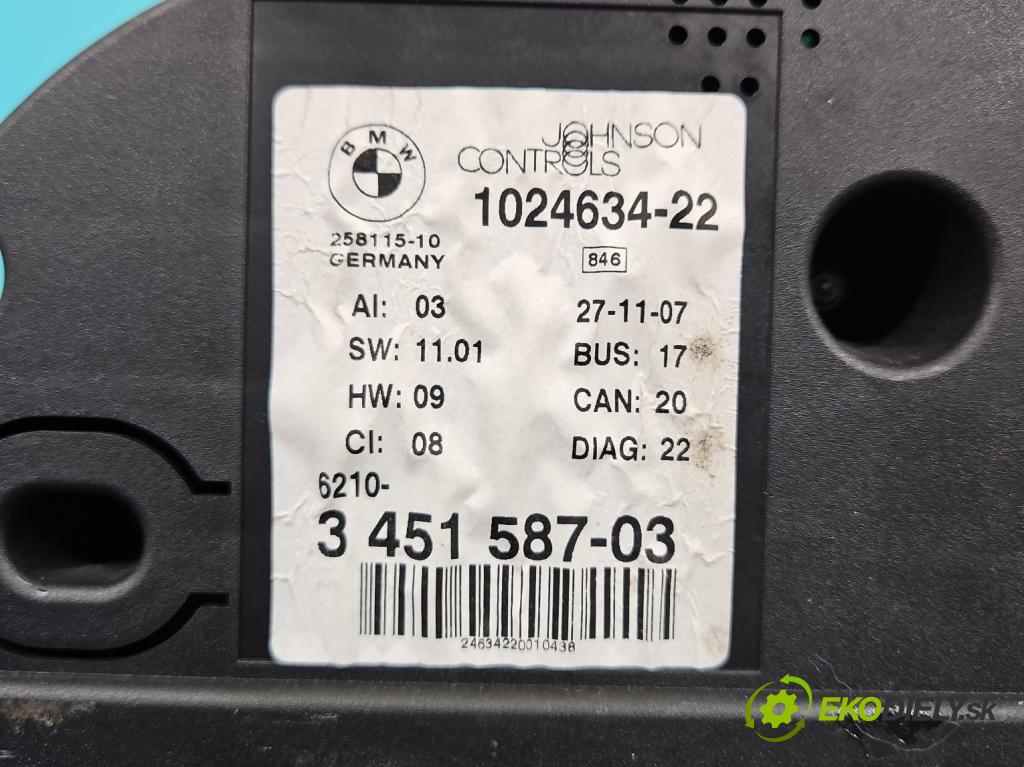 BMW
JOHNSON
CONTROLS
1024634-22
258115-10
GERMANY
846
AI: 03 27-11-07
SW: 11.01 BUS: 17
HW: 09 CAN: 20
CI: 08 DIAG: 22
6210-
3 451 587-03
24634220010438
EKODIELY.SK